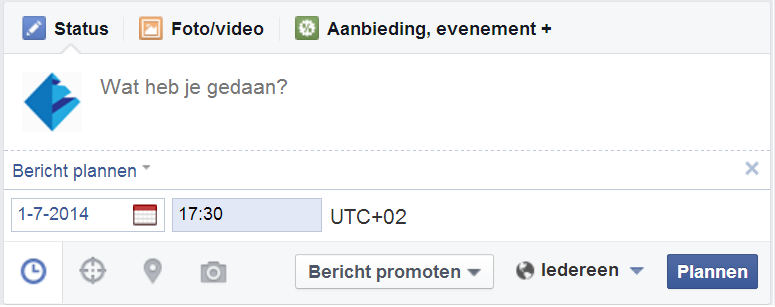 Status Foto/video Aanbieding, evenement +
Wat heb je gedaan?
Bericht plannen
1-7-2014 17:30 UTC+02
Bericht promoten Iedereen Plannen